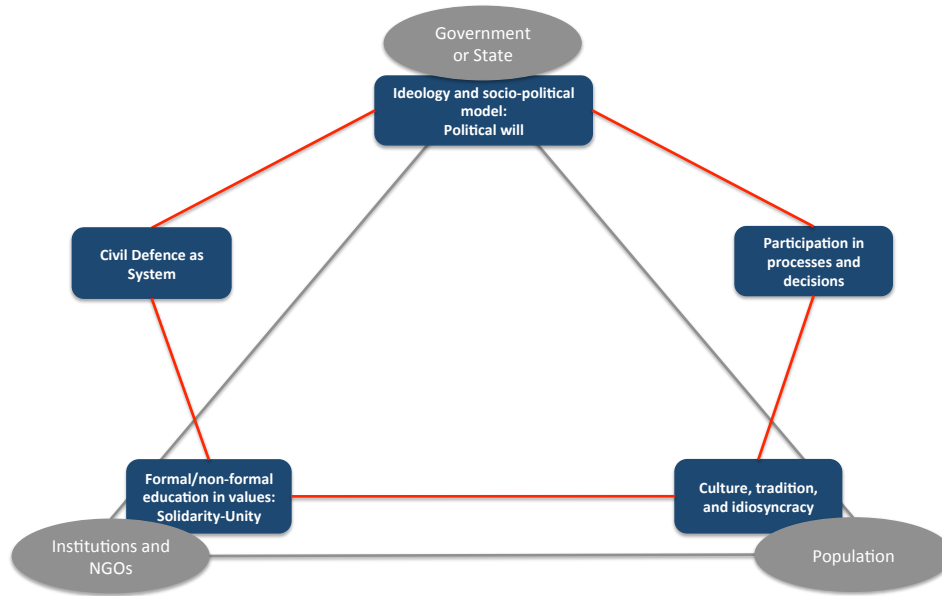 Government
or State
Ideology and socio-political
model:
Political will
Civil Defence as
System
Participation in
processes and
decisions
Formal/non-formal
education in values:
Solidarity-Unity
Culture, tradition,
and idiosyncracy
Institutions and
NGOs
Population